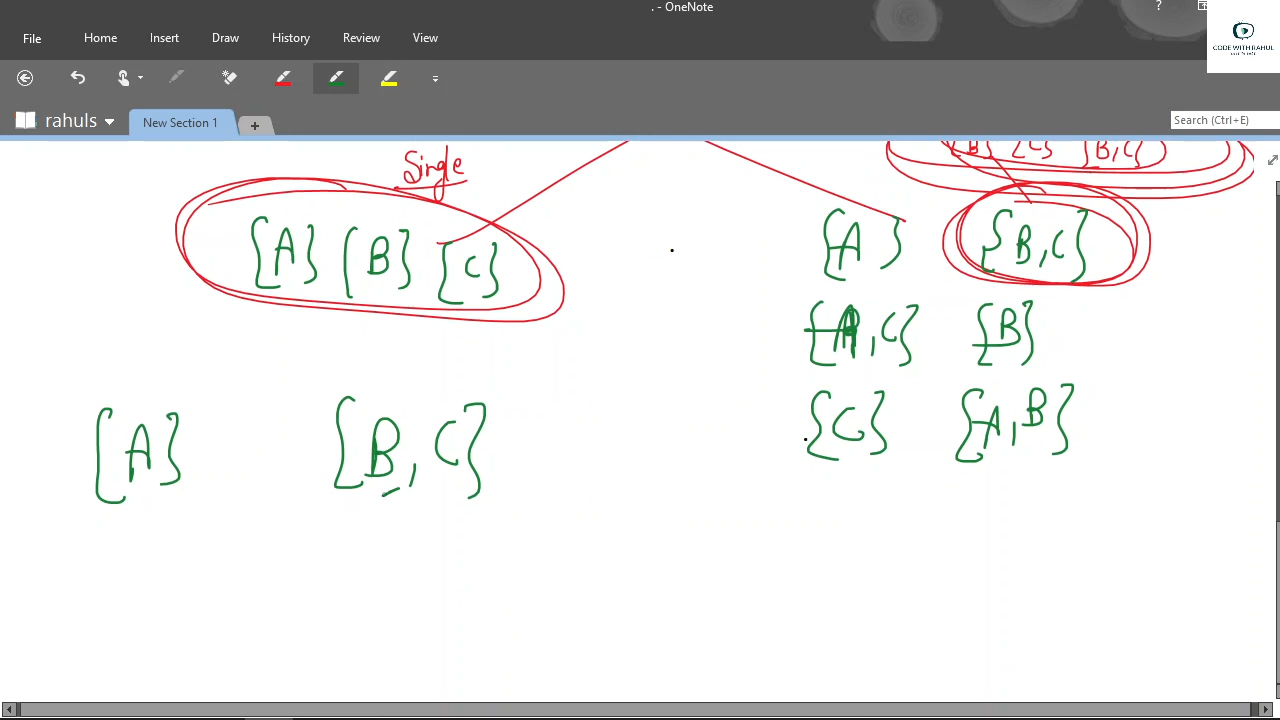 . - OneNote
?
CODE WITH RAHUL
File Home Insert Draw History Review View
rahuls
New Section 1
+
Search (Ctrl+E)
Single
{B} {C} {B,C}
{A} {B} {C}
{A} {B,C}
{A,C} {B}
{C} {A,B}
{A} {B,C}